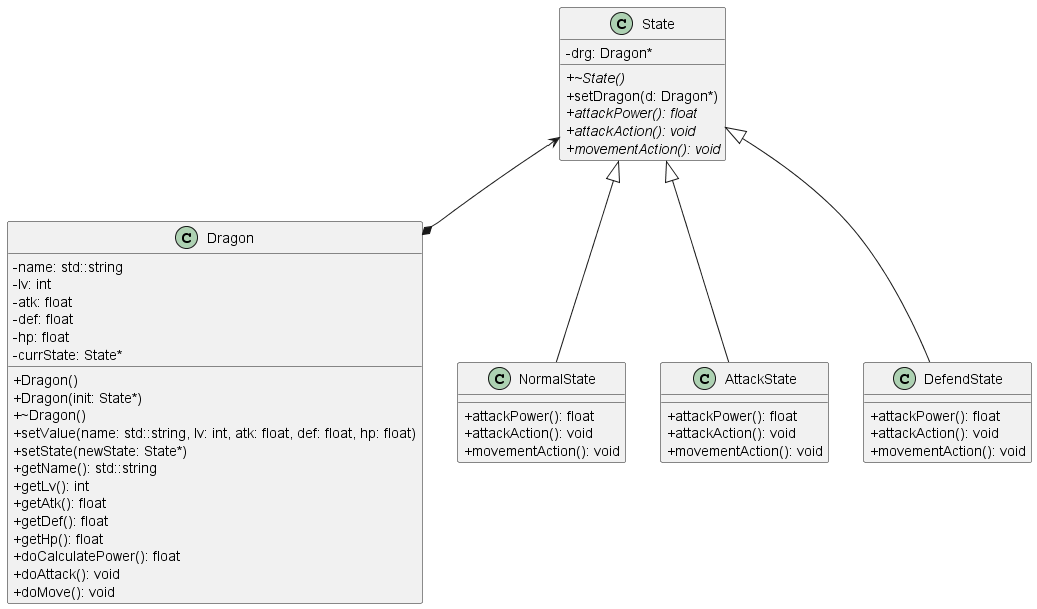 C State
-drg: Dragon*
+~State()
+setDragon(d: Dragon*)
+attackPower(): float
+attackAction(): void
+movementAction(): void
C Dragon
-name: std::string
-lv: int
-atk: float
-def: float
-hp: float
-currState: State*
+Dragon()
+Dragon(init: State*)
+~Dragon()
+setValue(name: std::string, lv: int, atk: float, def: float, hp: float)
+setState(newState: State*)
+getName(): std::string
+getLv(): int
+getAtk(): float
+getDef(): float
+getHp(): float
+doCalculatePower(): float
+doAttack(): void
+doMove(): void
C NormalState
+attackPower(): float
+attackAction(): void
+movementAction(): void
C AttackState
+attackPower(): float
+attackAction(): void
+movementAction(): void
C DefendState
+attackPower(): float
+attackAction(): void
+movementAction(): void